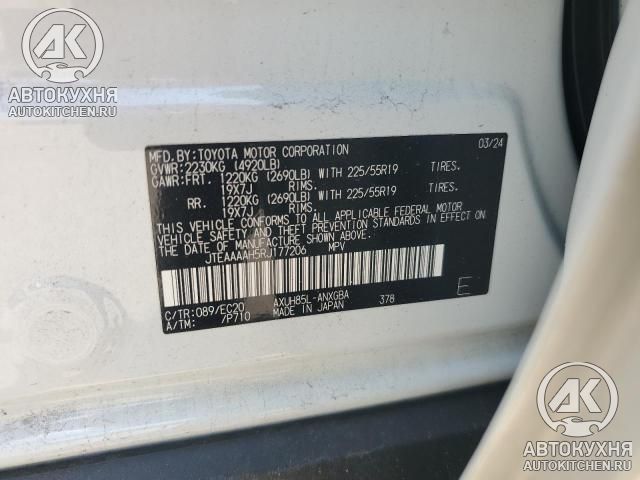 АК
АВТОКУХНЯ
AUTOKITCHEN.RU
MFD.BY:TOYOTA MOTOR CORPORATION 03/24
GVWR:2230KG (4920LB)
GAWR:FRT. 1220KG (2690LB) WITH 225/55R19 TIRES.
19X7J RIMS.
RR. 1220KG (2690LB) WITH 225/55R19 TIRES.
19X7J RIMS.
THIS VEHICLE CONFORMS TO ALL APPLICABLE FEDERAL MOTOR
VEHICLE SAFETY AND THEFT PREVENTION STANDARDS IN EFFECT ON
THE DATE OF MANUFACTURE SHOWN ABOVE.
JTEAAAAH5RJ177206 MPV
C/TR:089/EC20 AXUH85L-ANXGBA 378 E
A/TM: /P710 MADE IN JAPAN
АК
АВТОКУХНЯ
AUTOKITCHEN.RU